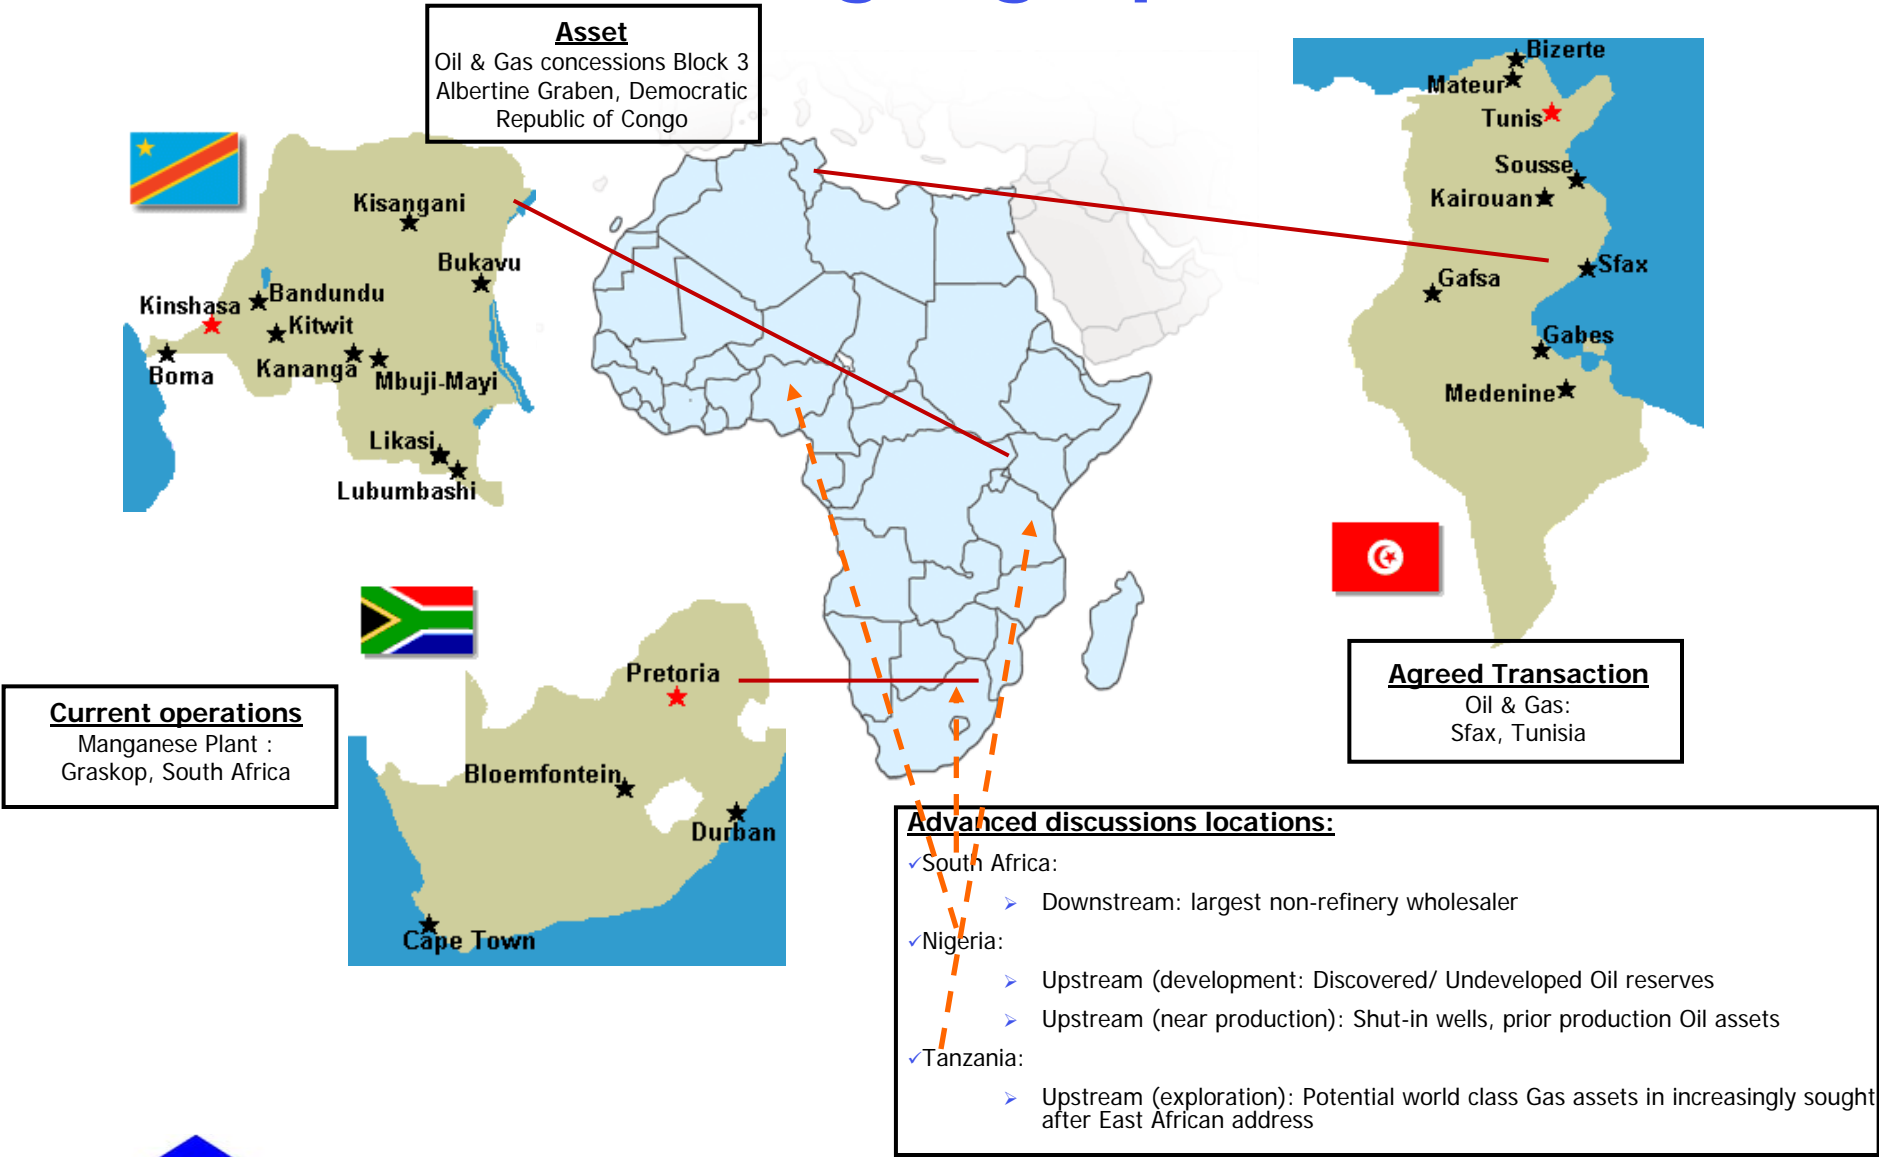 Asset
Oil & Gas concessions Block 3
Albertine Graben, Democratic
Republic of Congo
Kisangani
Bukavu
Bandundu
Kinshasa
Kitwit
Boma
Kananga
Mbuji-Mayi
Likasi
Lubumbashi
Bizerte
Mateur
Tunis
Sousse
Kairouan
Sfax
Gafsa
Gabes
Medenine
Agreed Transaction
Oil & Gas:
Sfax, Tunisia
Current operations
Manganese Plant :
Graskop, South Africa
Pretoria
Bloemfontein
Durban
Cape Town
Advanced discussions locations:
✓South Africa:
➢ Downstream: largest non-refinery wholesaler
✓Nigeria:
➢ Upstream (development: Discovered/ Undeveloped Oil reserves
➢ Upstream (near production): Shut-in wells, prior production Oil assets
✓Tanzania:
➢ Upstream (exploration): Potential world class Gas assets in increasingly sought
after East African address